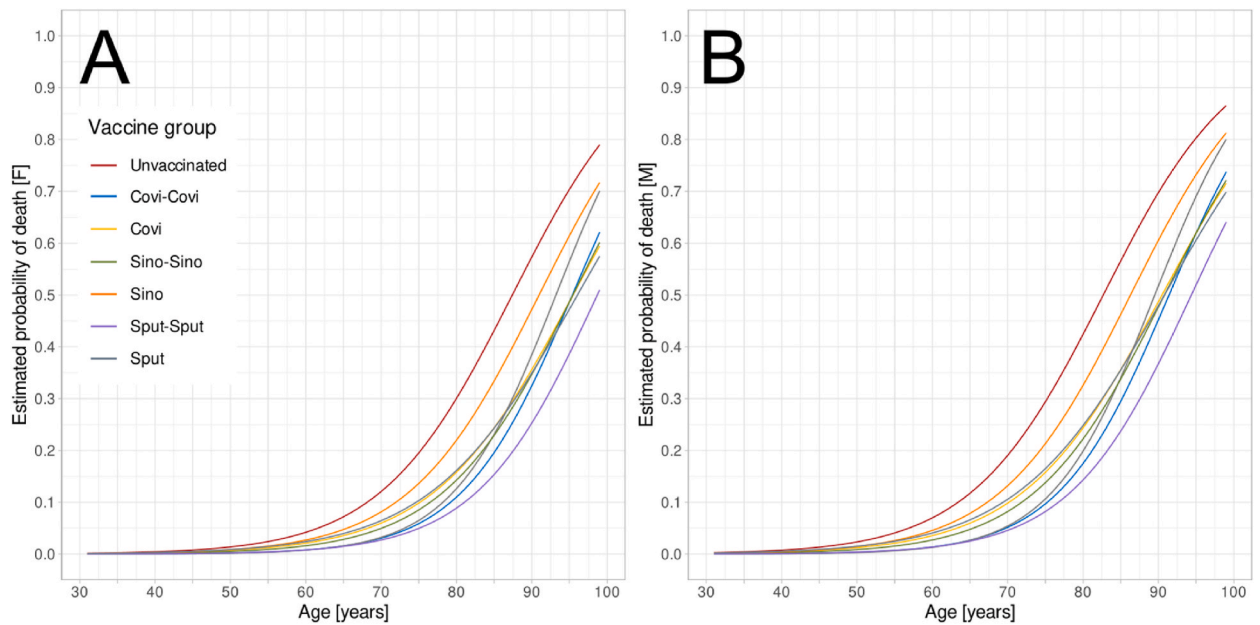 A
Estimated probability of death [F]
1.0
0.9
0.8
0.7
0.6
0.5
0.4
0.3
0.2
0.1
0.0
Vaccine group
Unvaccinated
Covi-Covi
Covi
Sino-Sino
Sino
Sput-Sput
Sput
30 40 50 60 70 80 90 100
Age [years]
B
Estimated probability of death [M]
1.0
0.9
0.8
0.7
0.6
0.5
0.4
0.3
0.2
0.1
0.0
30 40 50 60 70 80 90 100
Age [years]